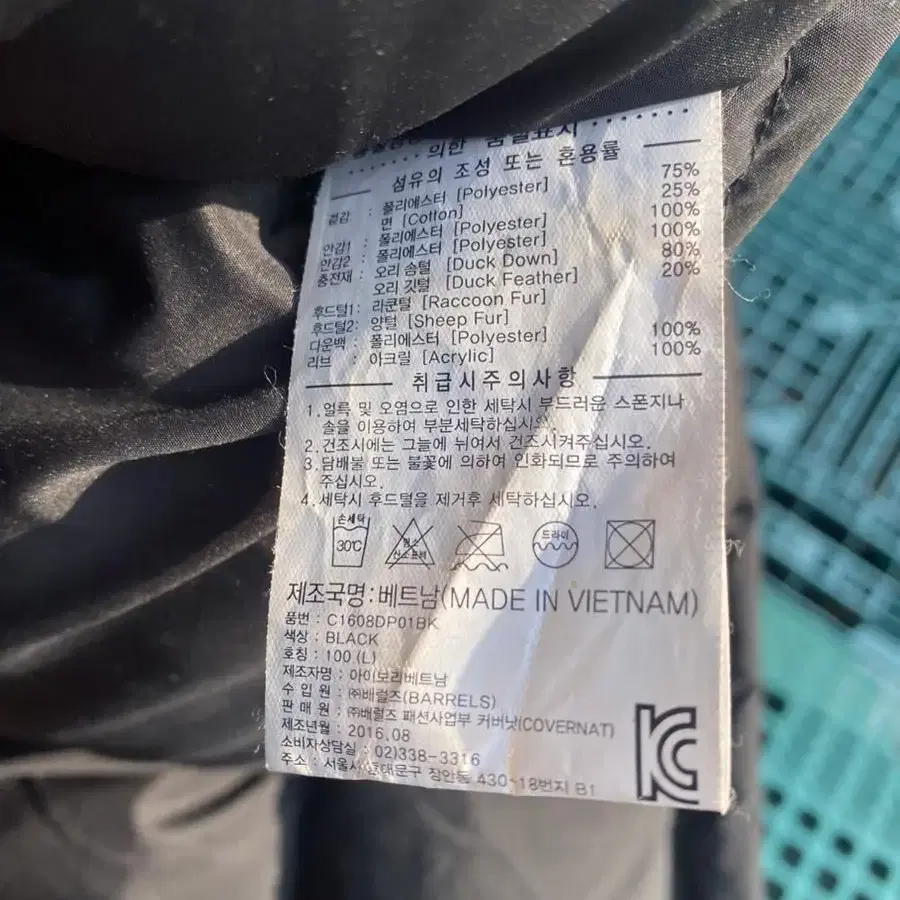 의한 품질표시
섬유의 조성 또는 혼용률
겉감 : 폴리에스터 [Polyester] 75%
면 [Cotton] 25%
안감1 : 폴리에스터 [Polyester] 100%
안감2 : 폴리에스터 [Polyester] 100%
충전재 : 오리 솜털 [Duck Down] 80%
오리 깃털 [Duck Feather] 20%
후드털1: 리쿤털 [Raccoon Fur]
후드털2: 양털 [Sheep Fur]
다운백 : 폴리에스터 [Polyester] 100%
리브 : 아크릴 [Acrylic] 100%
취급시주의사항
1.얼룩 및 오염으로 인한 세탁시 부드러운 스폰지나
솔을 이용하여 부분세탁하십시오.
2.건조시에는 그늘에 뉘여서 건조시켜주십시오.
3.담배불 또는 불꽃에 의하여 인화되므로 주의하여
주십시오.
4.세탁시 후드털을 제거후 세탁하십시오.
손세탁 30℃ 염소 산소표백 드라이
제조국명:베트남(MADE IN VIETNAM)
품번 : C1608DP01BK
색상 : BLACK
호칭 : 100 (L)
제조자명 : 아이보리베트남
수 입 원 : ㈜배럴즈(BARRELS)
판 매 원 : ㈜배럴즈 패션사업부 커버낫(COVERNAT)
제조년월 : 2016.08
소비자상담실 : 02)338-3316
주소 : 서울시 동대문구 장안동 430-18번지 B1
KC